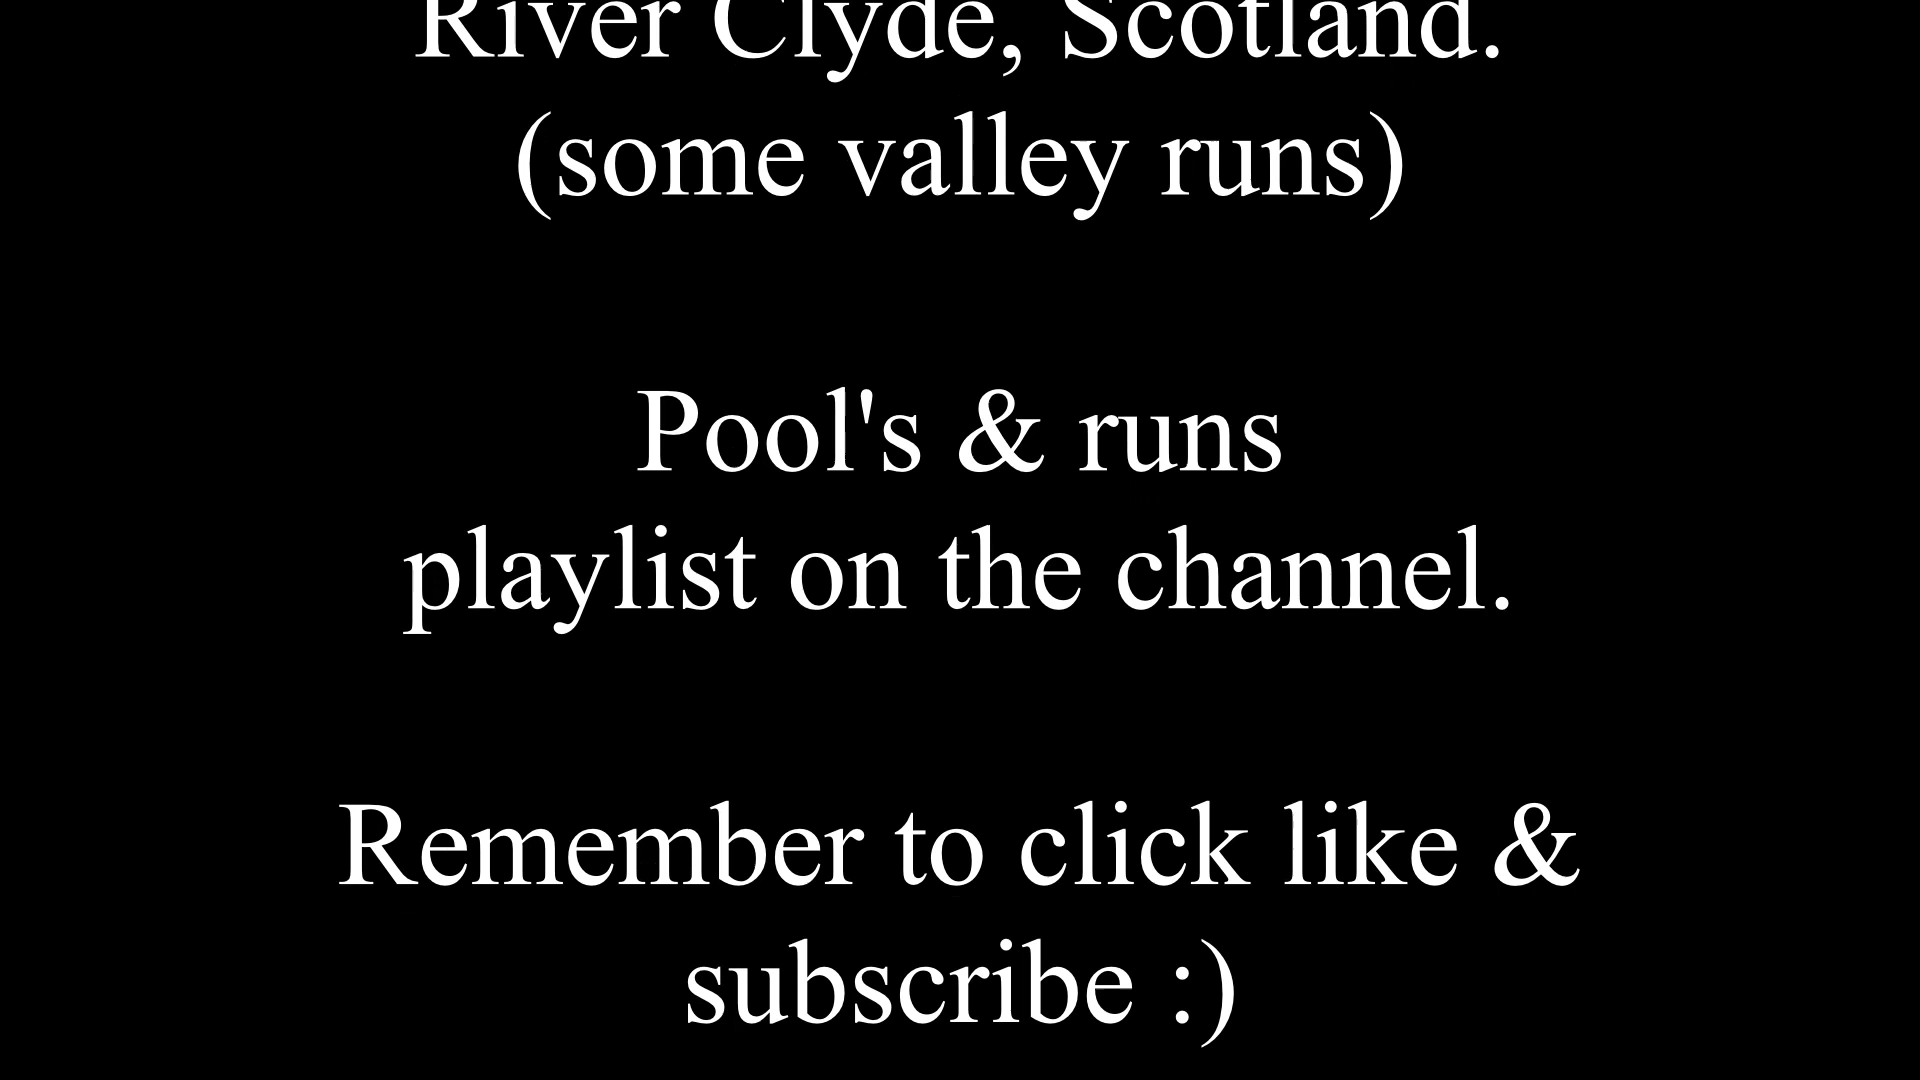 River Clyde, Scotland.
(some valley runs)
Pool's & runs
playlist on the channel.
Remember to click like &
subscribe :)